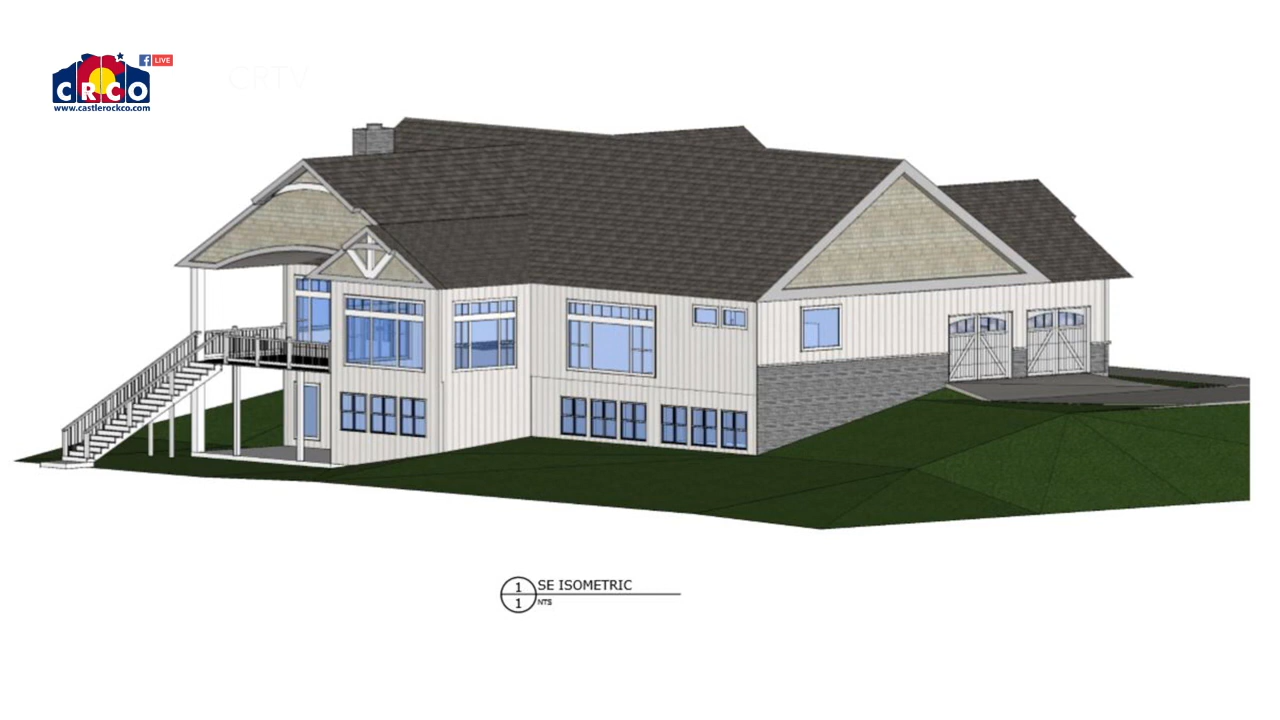 f LIVE
CRTV
CRCO
www.castlerockco.com
1 SE ISOMETRIC
1 NTS